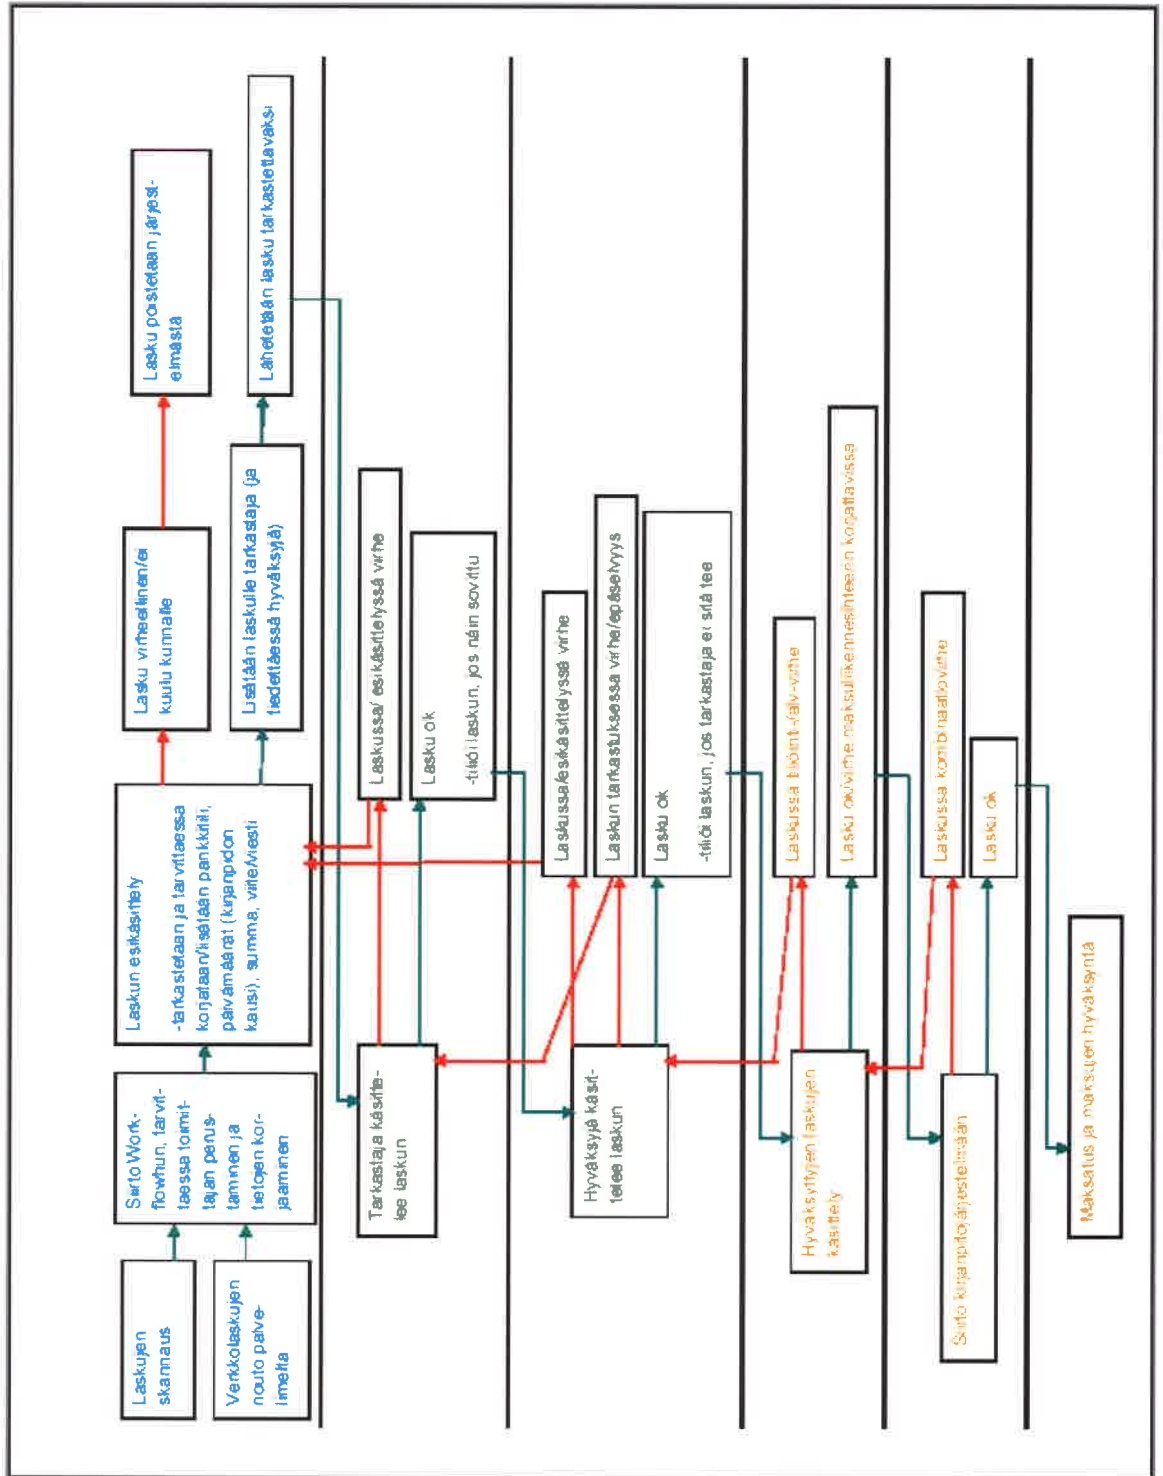 Laskujen
skannaus
Verkkolaskujen
nouto palve-
limelta
Siirto Work-
flowhun, tarvit-
taessa toimit-
tajan perus-
taminen ja
tietojen kor-
jaaminen
Laskun esikäsittely
-tarkastetaan ja tarvittaessa
korjataan/lisätään pankkitili,
päivämäärät (kirjanpidon
kausi), summa, viite/viesti
Lasku virheellinen/ei
kuulu kunnalle
Lasku poistetaan järjest-
elmästä
Lisätään laskulle tarkastaja (ja
tiedettäessä hyväksyjä)
Lähetetään lasku tarkastettavaksi
Tarkastaja käsitte-
lee laskun
Laskussa/ esikäsittelyssä virhe
Lasku ok
-tiliöi laskun, jos näin sovittu
Hyväksyjä käsit-
telee laskun
Laskussa/esikäsittelyssä virhe
Laskun tarkastuksessa virhe/epäselvyys
Lasku ok
-tiliöi laskun, jos tarkastaja ei sitä tee
Hyväksyttyjen laskujen
käsittely
Laskussa tiliöinti-/alv-virhe
Lasku ok/virhe maksuliikennesihteerin korjattavissa
Siirto kirjanpitojärjestelmään
Laskussa kombinaatiovirhe
Lasku ok
Maksatus ja maksujen hyväksyntä